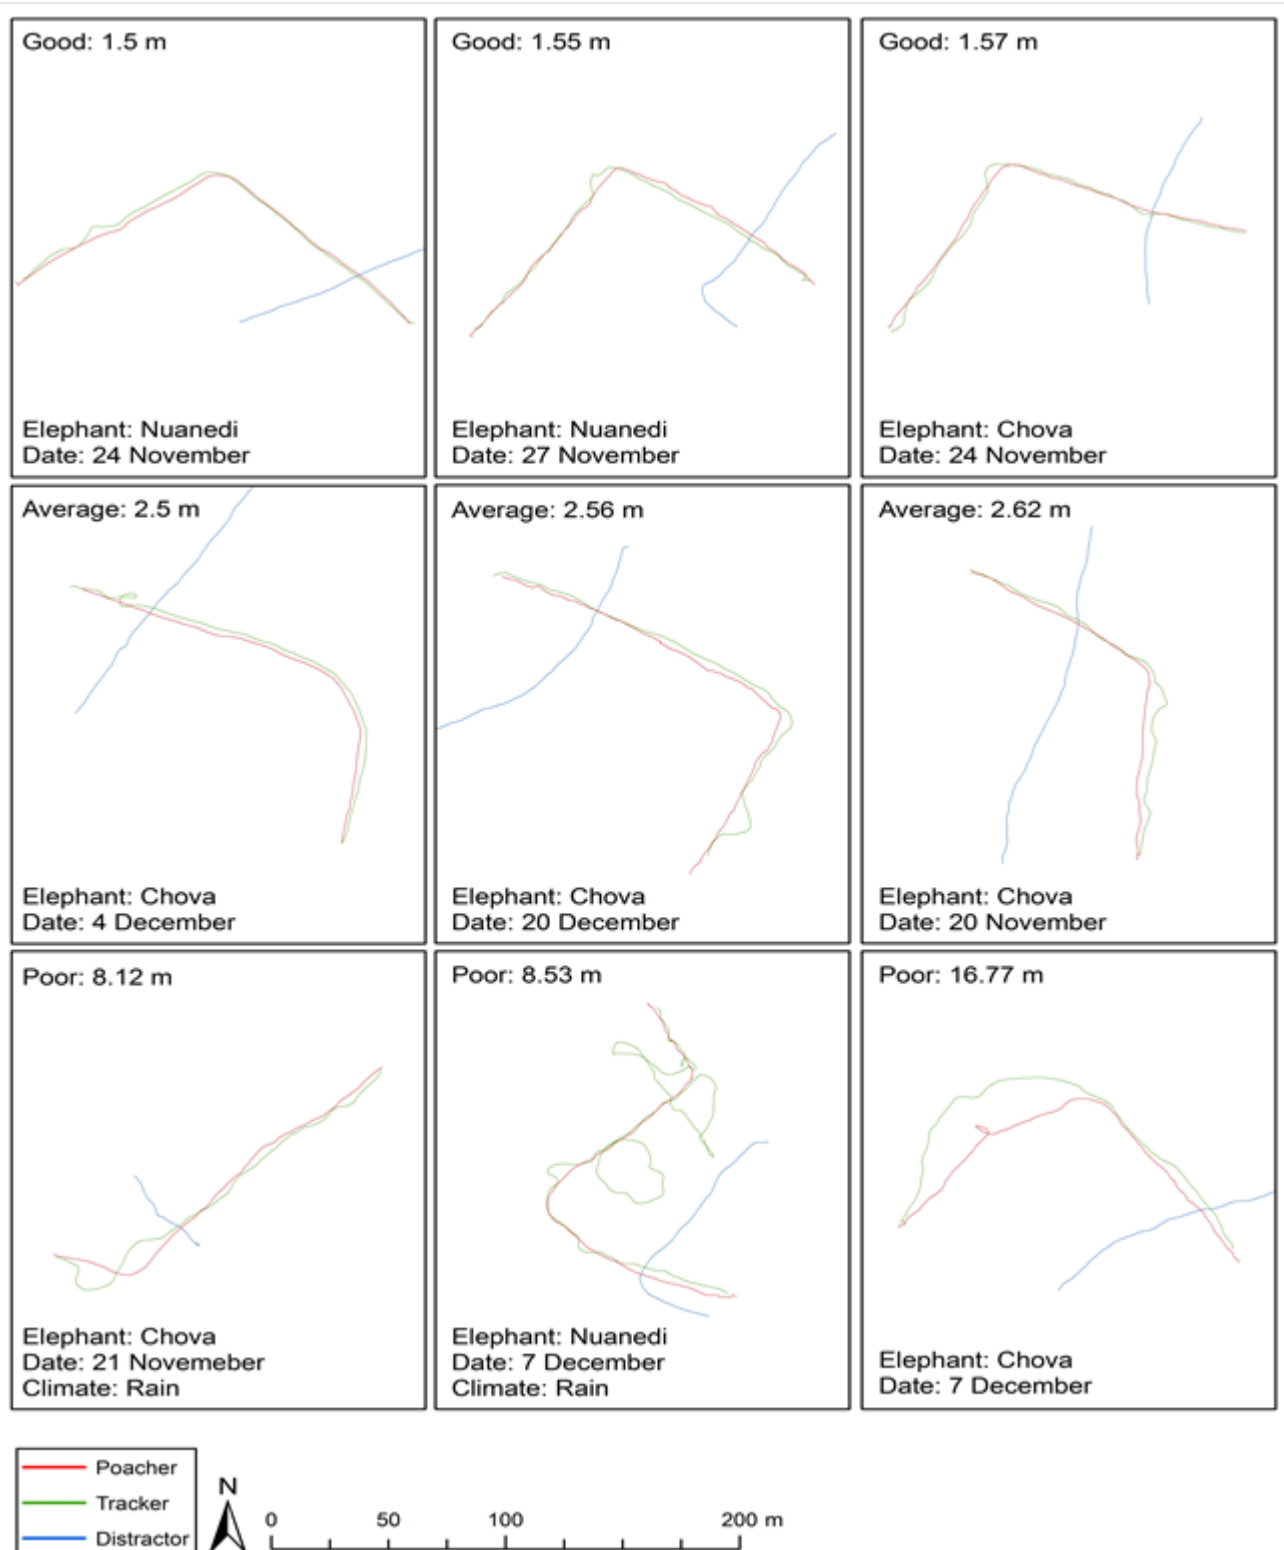 Good: 1.5 m
Elephant: Nuanedi
Date: 24 November
Good: 1.55 m
Elephant: Nuanedi
Date: 27 November
Good: 1.57 m
Elephant: Chova
Date: 24 November
Average: 2.5 m
Elephant: Chova
Date: 4 December
Average: 2.56 m
Elephant: Chova
Date: 20 December
Average: 2.62 m
Elephant: Chova
Date: 20 November
Poor: 8.12 m
Elephant: Chova
Date: 21 Novemeber
Climate: Rain
Poor: 8.53 m
Elephant: Nuanedi
Date: 7 December
Climate: Rain
Poor: 16.77 m
Elephant: Chova
Date: 7 December
Poacher
Tracker
Distractor
N
0 50 100 200 m